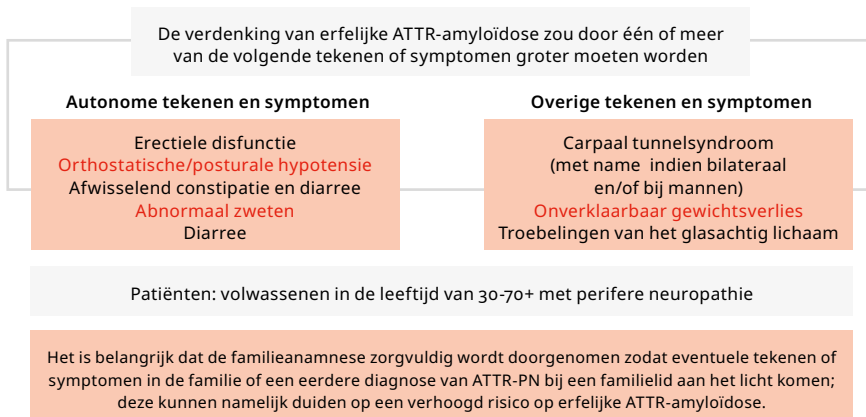 De verdenking van erfelijke ATTR-amyloïdose zou door één of meer
van de volgende tekenen of symptomen groter moeten worden
Autonome tekenen en symptomen
Erectiele disfunctie
Orthostatische/posturale hypotensie
Afwisselend constipatie en diarree
Abnormaal zweten
Diarree
Overige tekenen en symptomen
Carpaal tunnelsyndroom
(met name indien bilateraal
en/of bij mannen)
Onverklaarbaar gewichtsverlies
Troebelingen van het glasachtig lichaam
Patiënten: volwassenen in de leeftijd van 30-70+ met perifere neuropathie
Het is belangrijk dat de familieanamnese zorgvuldig wordt doorgenomen zodat eventuele tekenen of
symptomen in de familie of een eerdere diagnose van ATTR-PN bij een familielid aan het licht komen;
deze kunnen namelijk duiden op een verhoogd risico op erfelijke ATTR-amyloïdose.